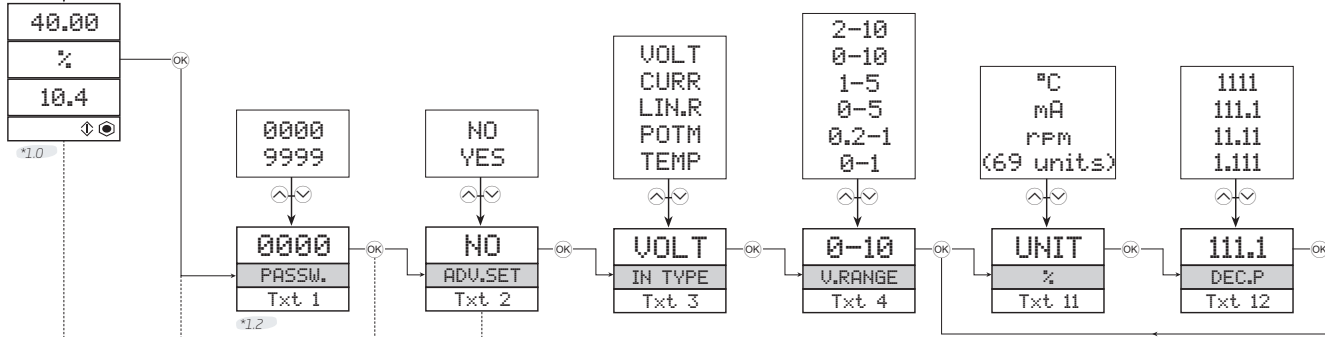 40.00
%
10.4
*1.0
OK
0000
9999
0000
PASSW.
Txt 1
*1.2
OK
NO
YES
NO
ADV.SET
Txt 2
OK
VOLT
CURR
LIN.R
POTM
TEMP
VOLT
IN TYPE
Txt 3
OK
2-10
0-10
1-5
0-5
0.2-1
0-1
0-10
V.RANGE
Txt 4
OK
°C
mA
rpm
(69 units)
UNIT
%
Txt 11
OK
1111
111.1
11.11
1.111
111.1
DEC.P
Txt 12
OK